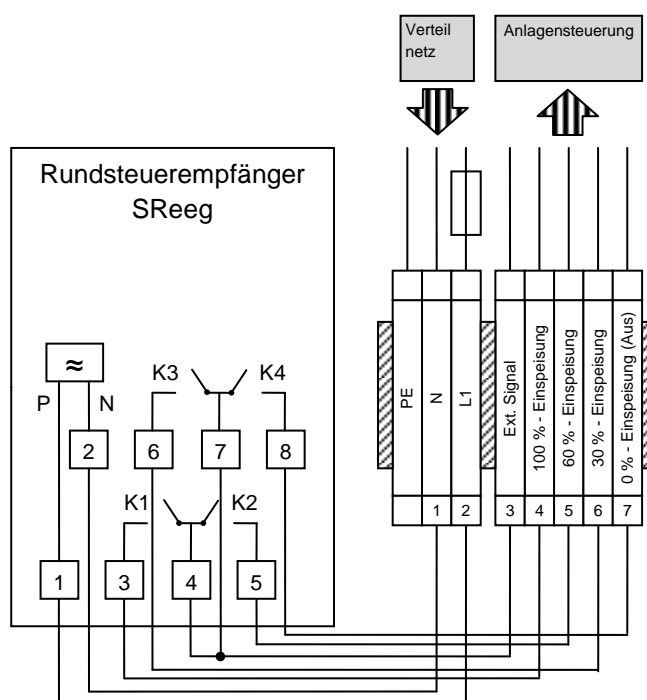 Verteil
netz
Anlagensteuerung
Rundsteuerempfänger
SReeg
≈
P
N
K3
K4
2
6
7
8
K1
K2
1
3
4
5
PE
N
L1
Ext. Signal
100 % - Einspeisung
60 % - Einspeisung
30 % - Einspeisung
0 % - Einspeisung (Aus)
1
2
3
4
5
6
7